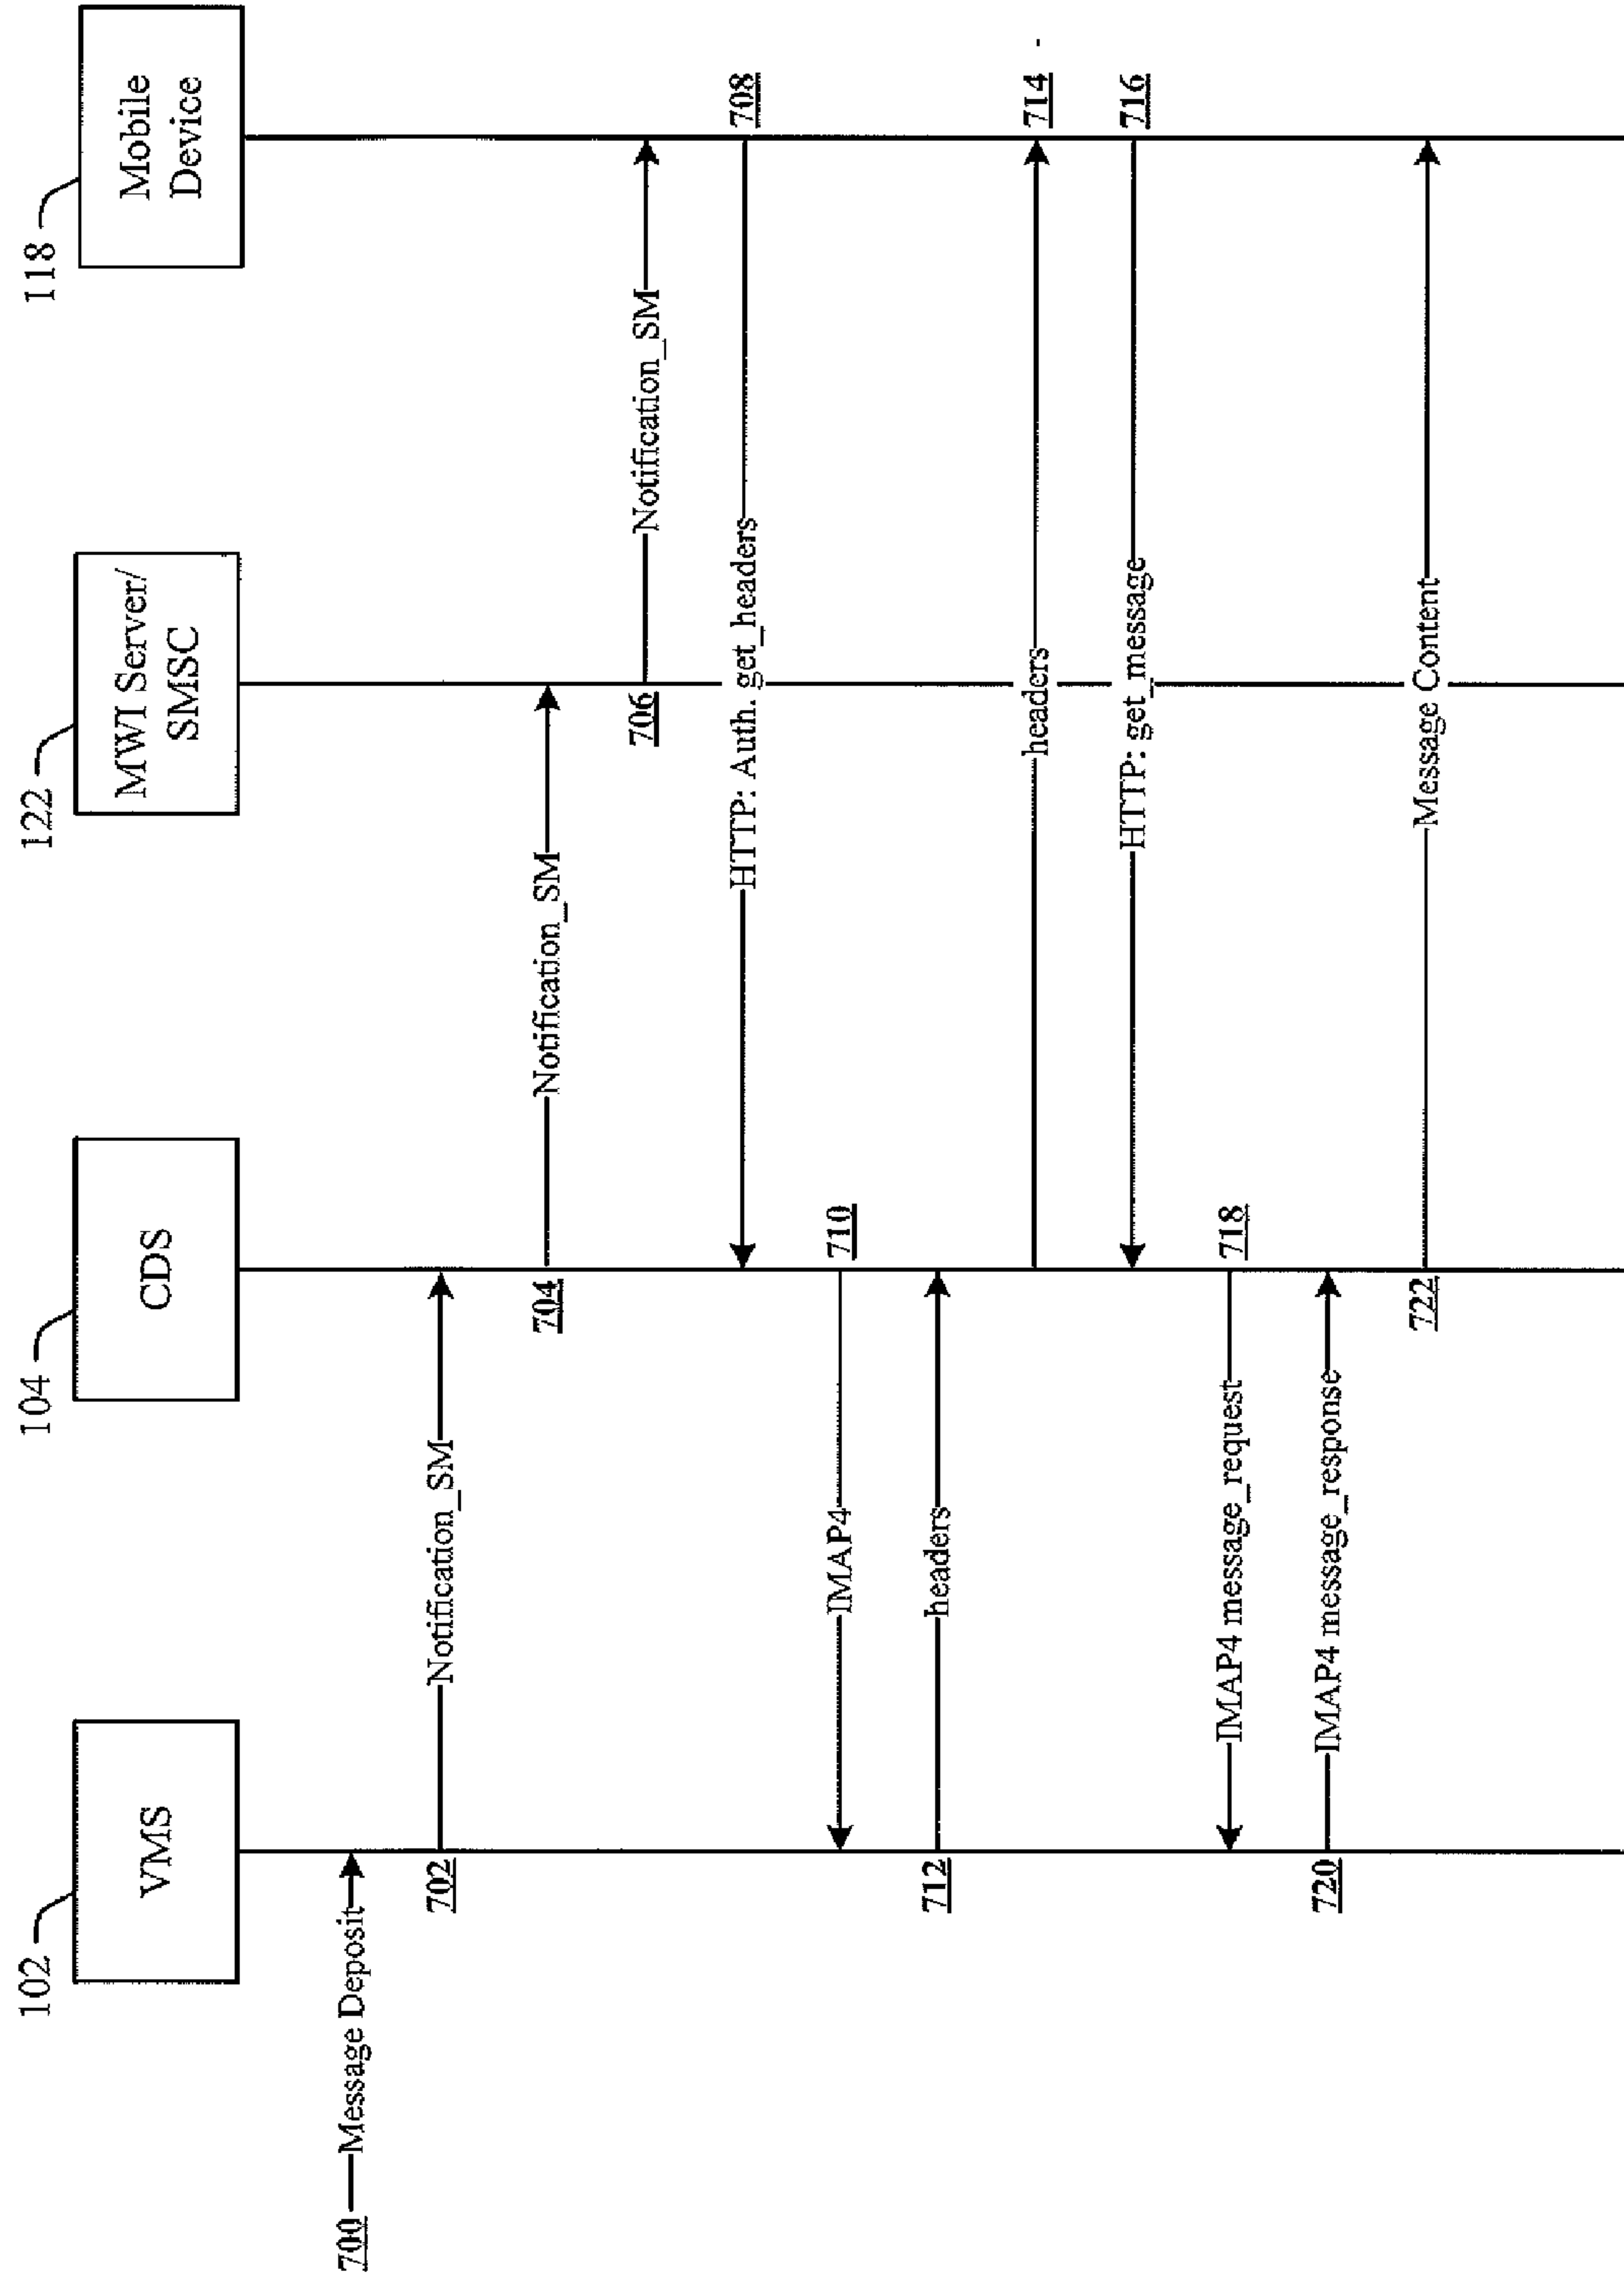 102
104
122
118
VMS
CDS
MWI Server/
SMSC
Mobile
Device
700
Message Deposit
702
Notification_SM
704
Notification_SM
706
Notification_SM
HTTP: Auth. get_headers
708
IMAP4
710
712
headers
headers
714
HTTP: get_message
716
IMAP4 message_request
718
720
IMAP4 message_response
722
Message Content